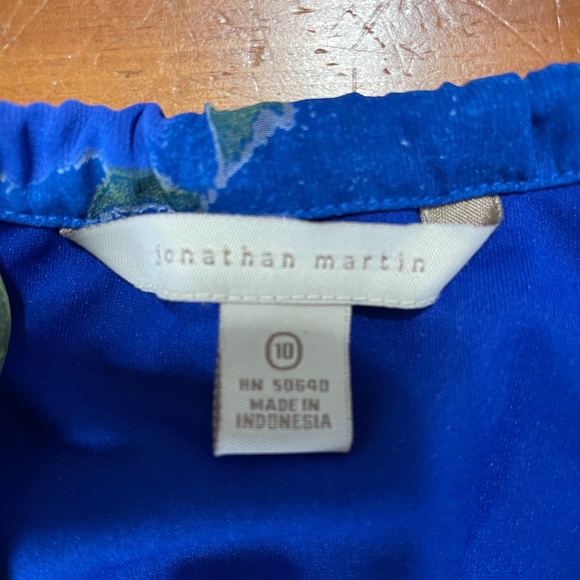 jonathan martin
10
RN 50640
MADE IN
INDONESIA